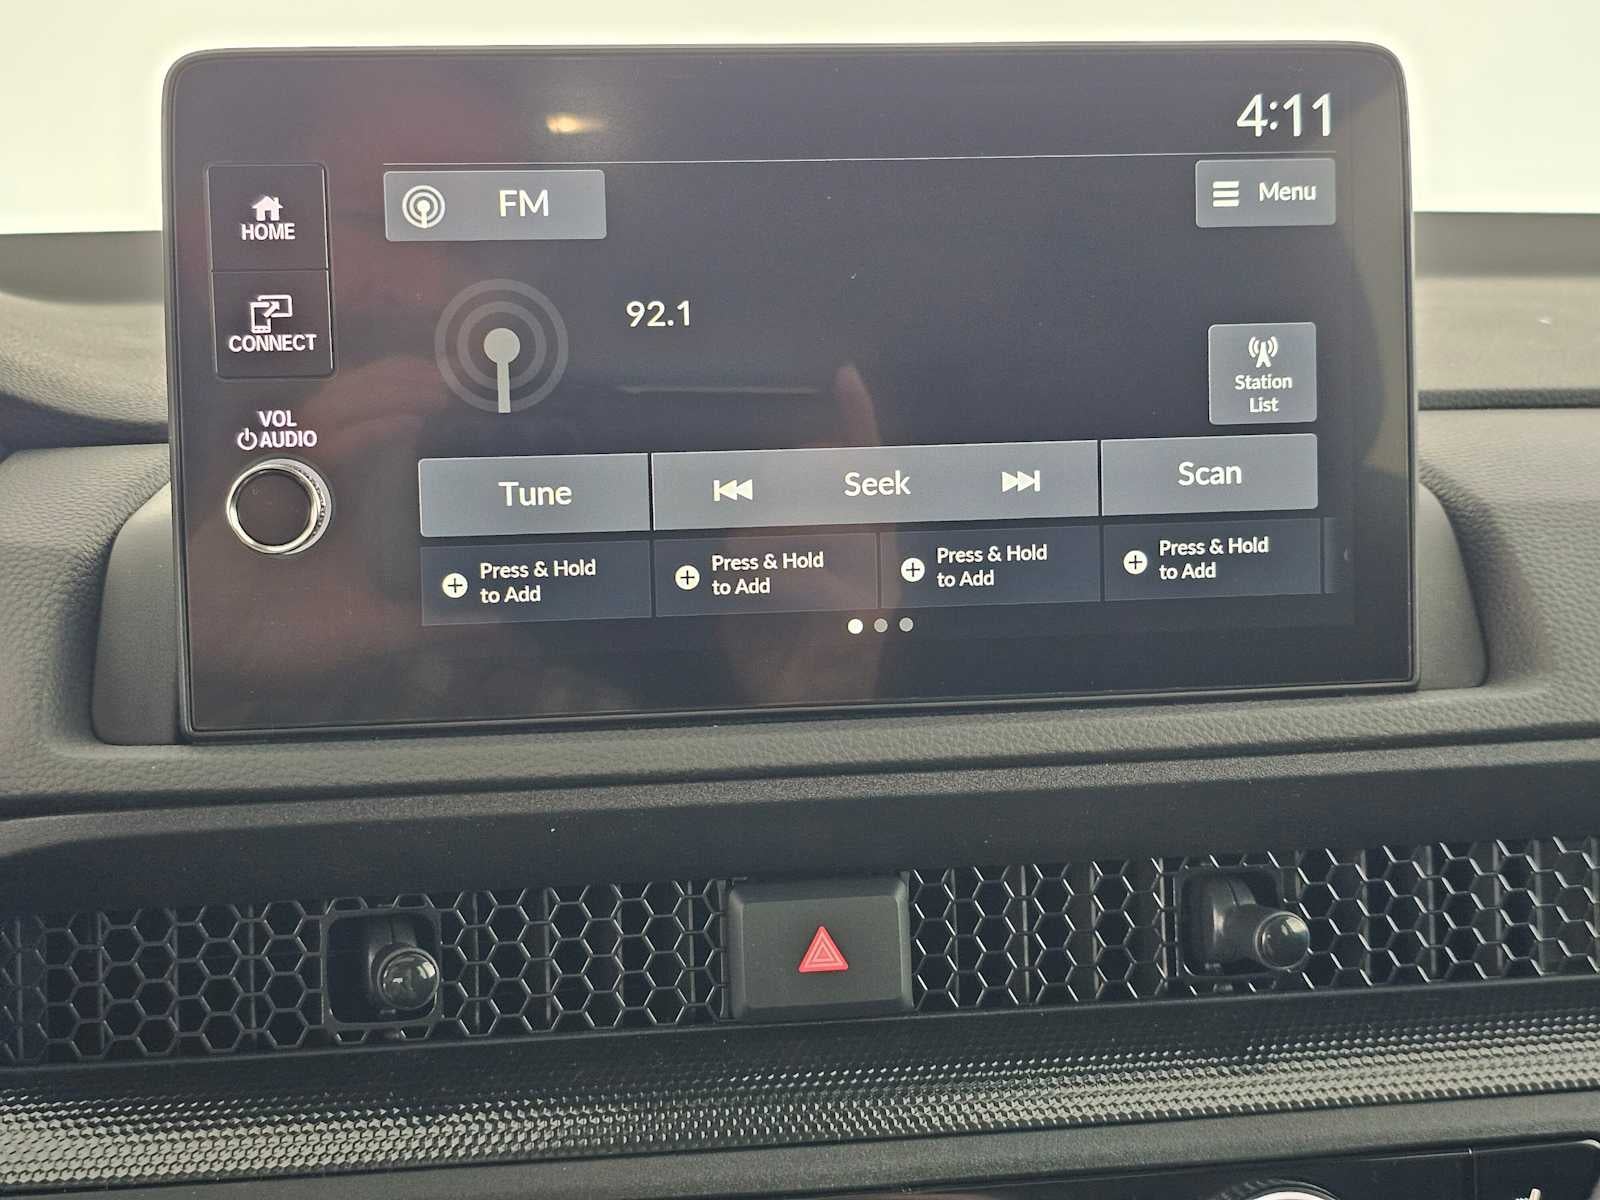 4:11
HOME
FM
Menu
CONNECT
92.1
Station
List
VOL
AUDIO
Tune
Seek
Scan
Press & Hold
to Add
Press & Hold
to Add
Press & Hold
to Add
Press & Hold
to Add